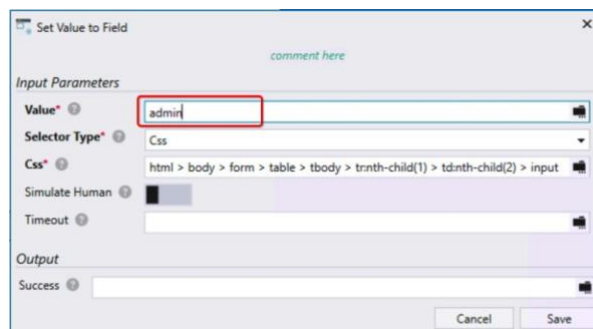 Set Value to Field
comment here
Input Parameters
Value*
admin
Selector Type*
Css
Css*
html > body > form > table > tbody > tr:nth-child(1) > td:nth-child(2) > input
Simulate Human
Timeout
Output
Success
Cancel
Save